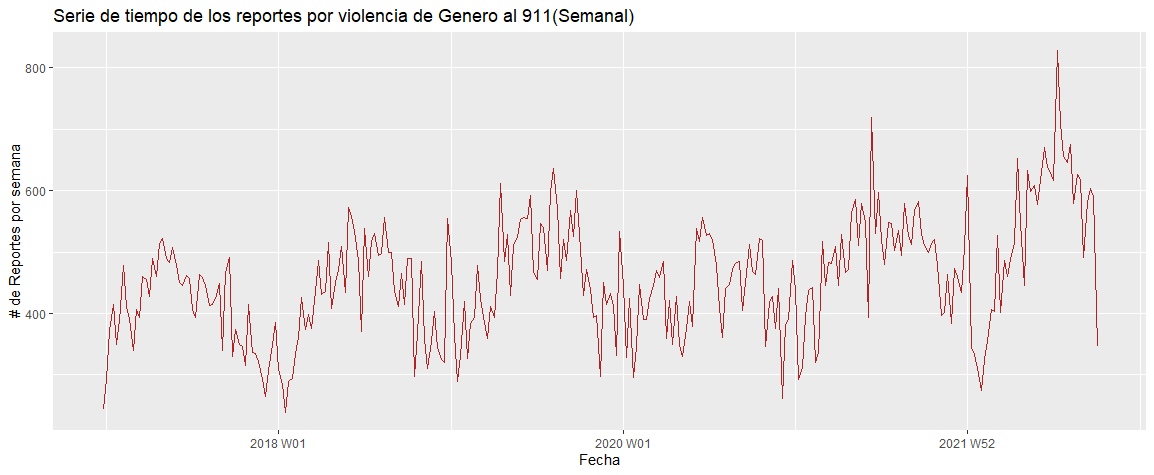 Serie de tiempo de los reportes por violencia de Genero al 911(Semanal)
# de Reportes por semana
800
600
400
2018 W01
2020 W01
2021 W52
Fecha